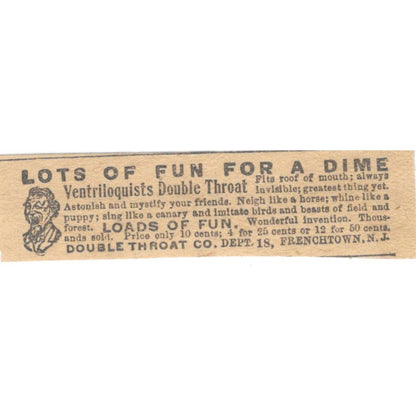 LOTS OF FUN FOR A DIME
Ventriloquists Double Throat Fits roof of mouth; always
invisible; greatest thing yet.
Astonish and mystify your friends. Neigh like a horse; whine like a
puppy; sing like a canary and imitate birds and beasts of field and
forest. LOADS OF FUN. Wonderful invention. Thous-
ands sold. Price only 10 cents; 4 for 25 cents or 12 for 50 cents.
DOUBLE THROAT CO. DEPT. 18, FRENCHTOWN, N.J.